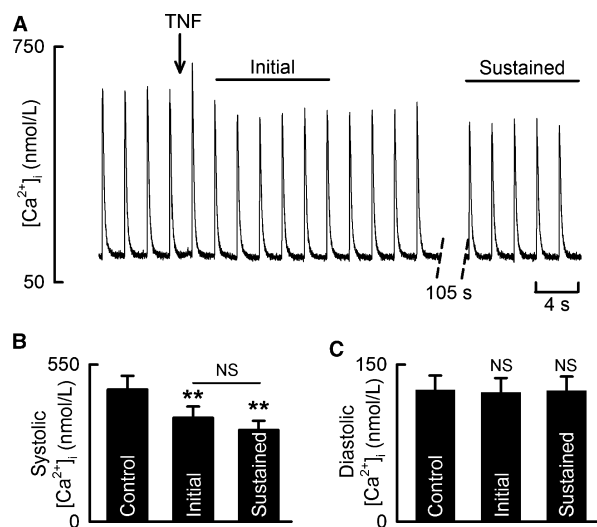 A
TNF
750
Initial
Sustained
[Ca²⁺]ᵢ (nmol/L)
50
105 s
4 s
B
550
NS
**
**
Systolic
[Ca²⁺]ᵢ (nmol/L)
Control
Initial
Sustained
0
C
150
NS
NS
Diastolic
[Ca²⁺]ᵢ (nmol/L)
Control
Initial
Sustained
0